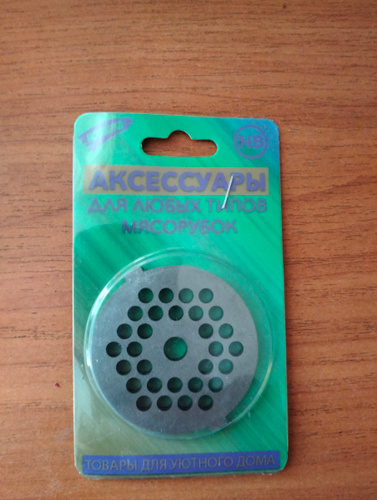 АКСЕССУАРЫ
ДЛЯ ЛЮБЫХ ТИПОВ
МЯСОРУБОК
ТОВАРЫ ДЛЯ УЮТНОГО ДОМА